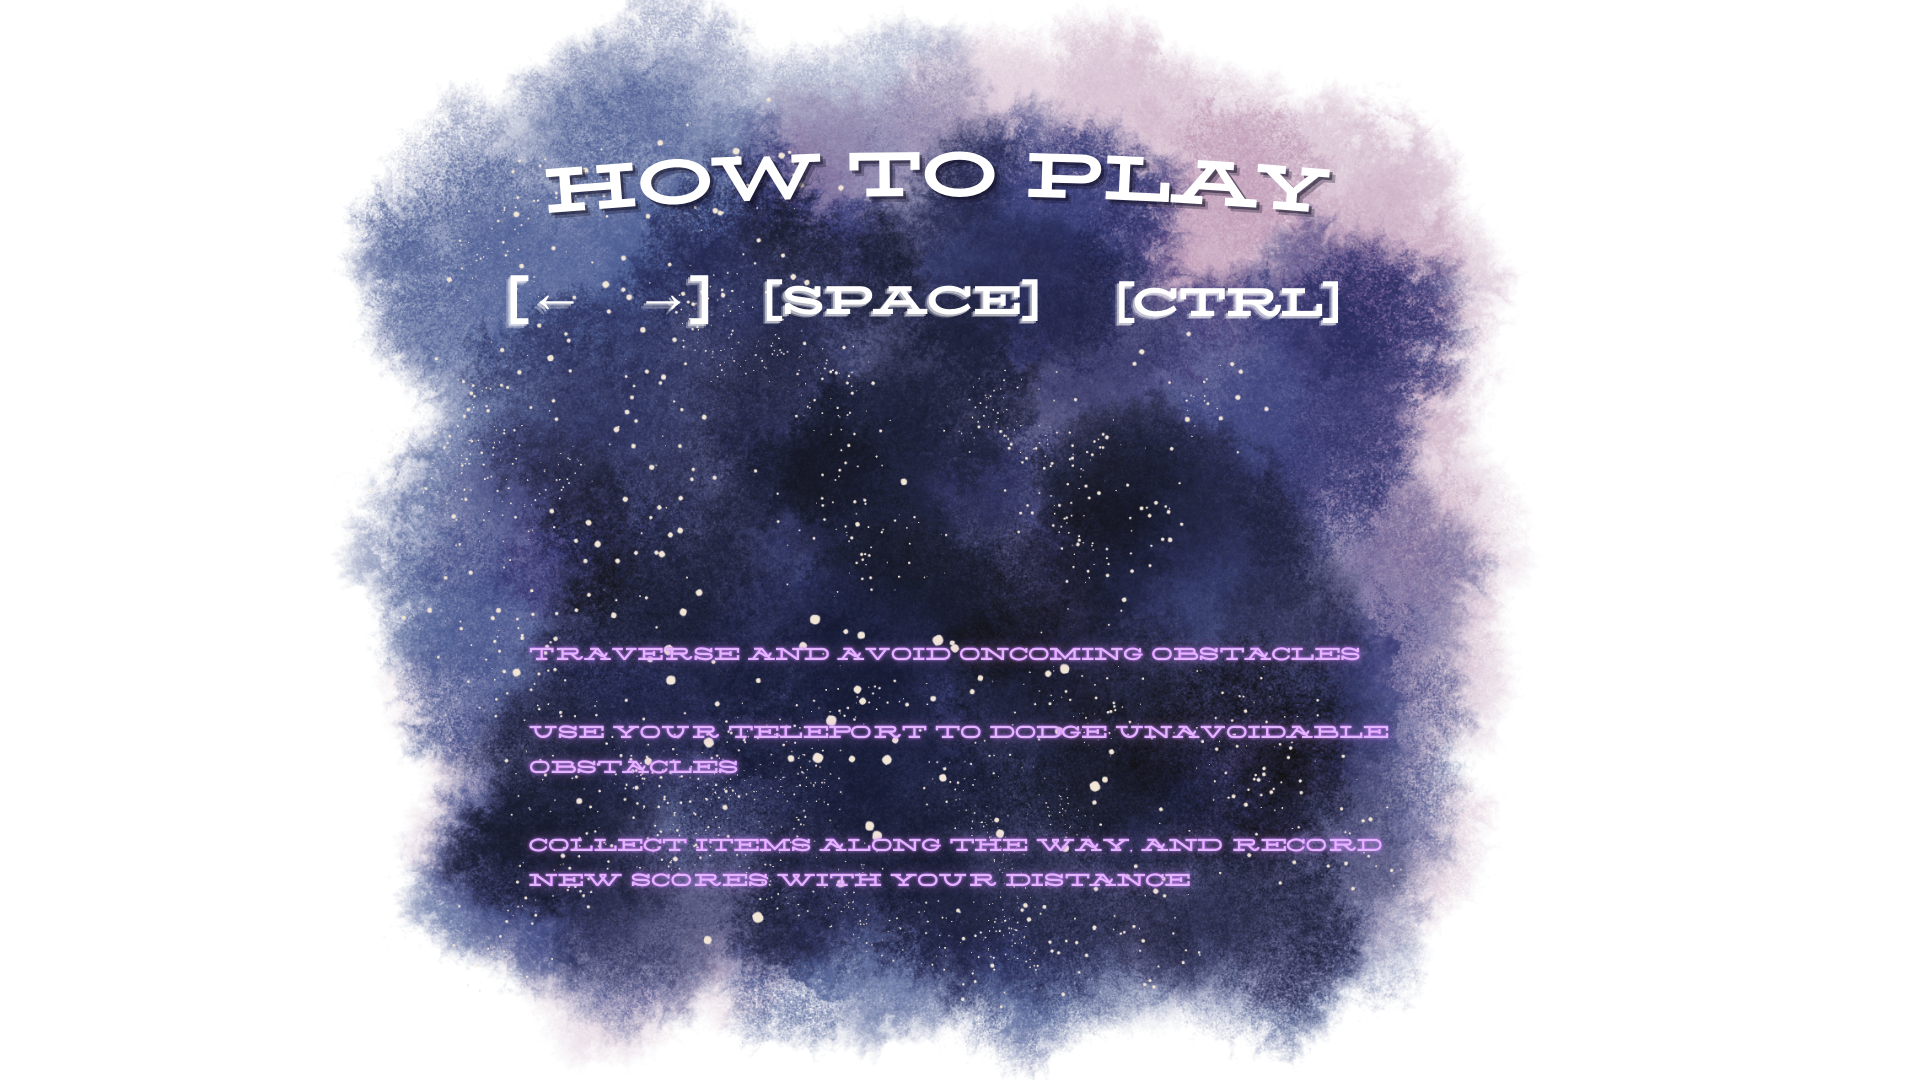 HOW TO PLAY
[← →] [SPACE] [CTRL]
TRAVERSE AND AVOID ONCOMING OBSTACLES
USE YOUR TELEPORT TO DODGE UNAVOIDABLE
OBSTACLES
COLLECT ITEMS ALONG THE WAY AND RECORD
NEW SCORES WITH YOUR DISTANCE